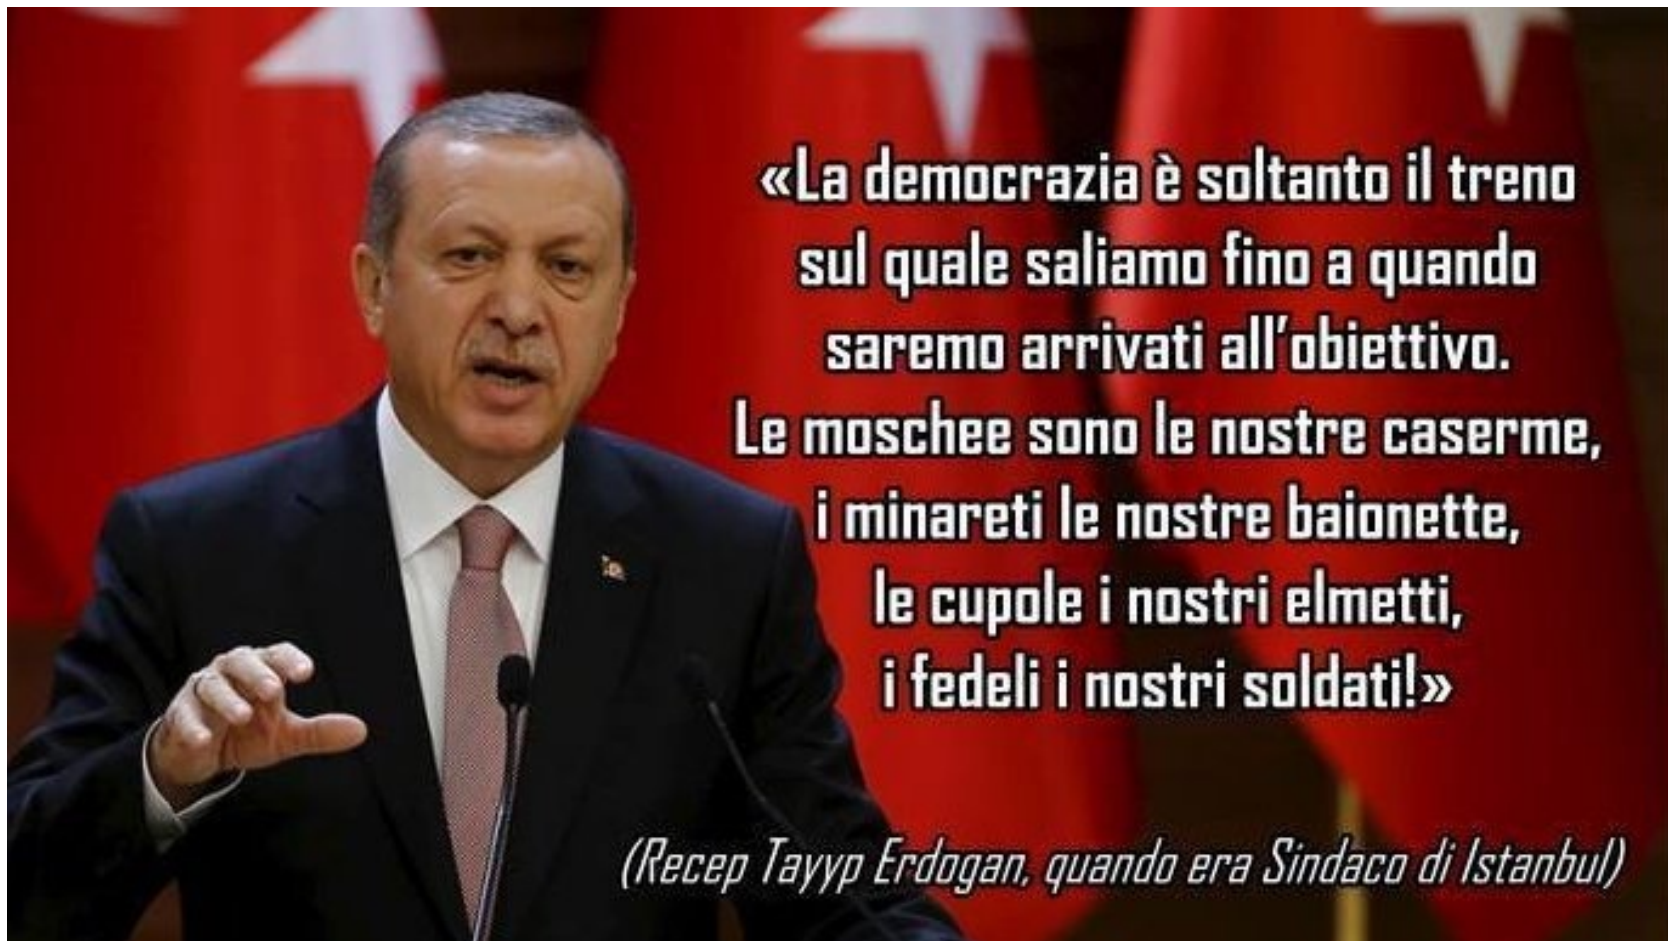 «La democrazia è soltanto il treno
sul quale saliamo fino a quando
saremo arrivati all'obiettivo.
Le moschee sono le nostre caserme,
i minareti le nostre baionette,
le cupole i nostri elmetti,
i fedeli i nostri soldati!»
(Recep Tayyp Erdogan, quando era Sindaco di Istanbul)